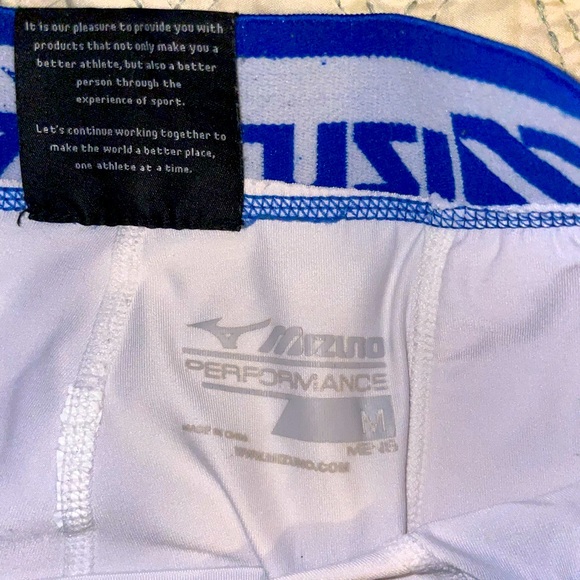 It is our pleasure to provide you with
products that not only make you a
better athlete, but also a better
person through the
experience of sport.
Let's continue working together to
make the world a better place,
one athlete at a time.
MIZUNO
PERFORMANCE
M
MEN'S
MADE IN CHINA
WWW.MIZUNO.COM